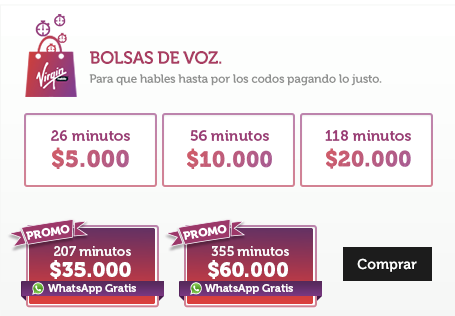 Virgin
mobile
BOLSAS DE VOZ.
Para que hables hasta por los codos pagando lo justo.
26 minutos
$5.000
56 minutos
$10.000
118 minutos
$20.000
PROMO
207 minutos
$35.000
WhatsApp Gratis
PROMO
355 minutos
$60.000
WhatsApp Gratis
Comprar